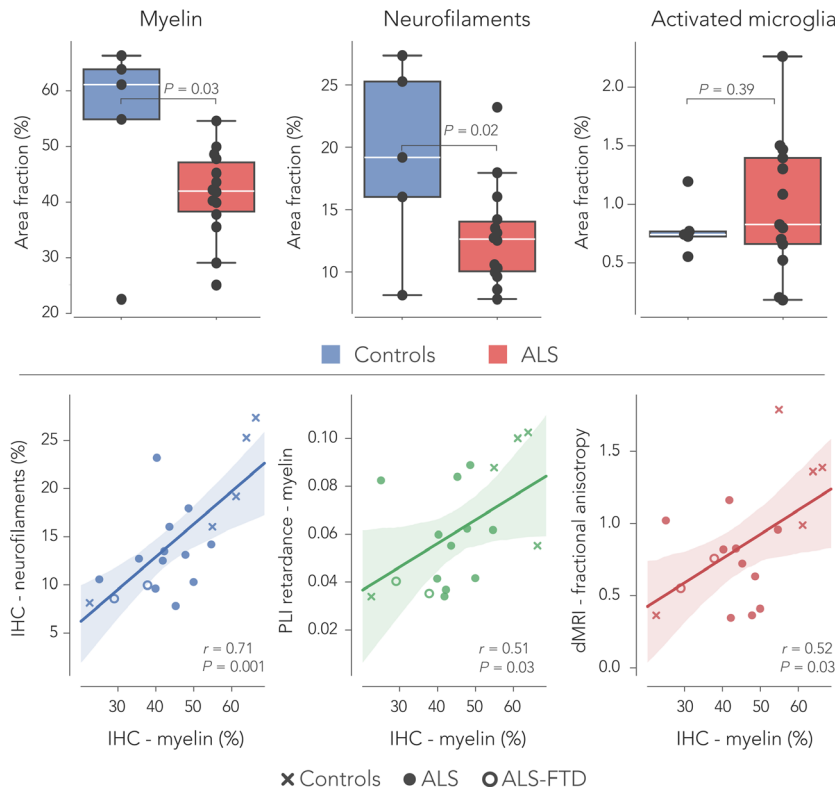 Myelin
Neurofilaments
Activated microglia
Area fraction (%)
60
50
40
30
20
P = 0.03
Area fraction (%)
25
20
15
10
P = 0.02
Area fraction (%)
2.0
1.5
1.0
0.5
P = 0.39
Controls
ALS
IHC - neurofilaments (%)
25
20
15
10
5
r = 0.71
P = 0.001
30 40 50 60
IHC - myelin (%)
PLI retardance - myelin
0.10
0.08
0.06
0.04
0.02
r = 0.51
P = 0.03
30 40 50 60
IHC - myelin (%)
dMRI - fractional anisotropy
1.5
1.0
0.5
0.0
r = 0.52
P = 0.03
30 40 50 60
IHC - myelin (%)
Controls
ALS
ALS-FTD